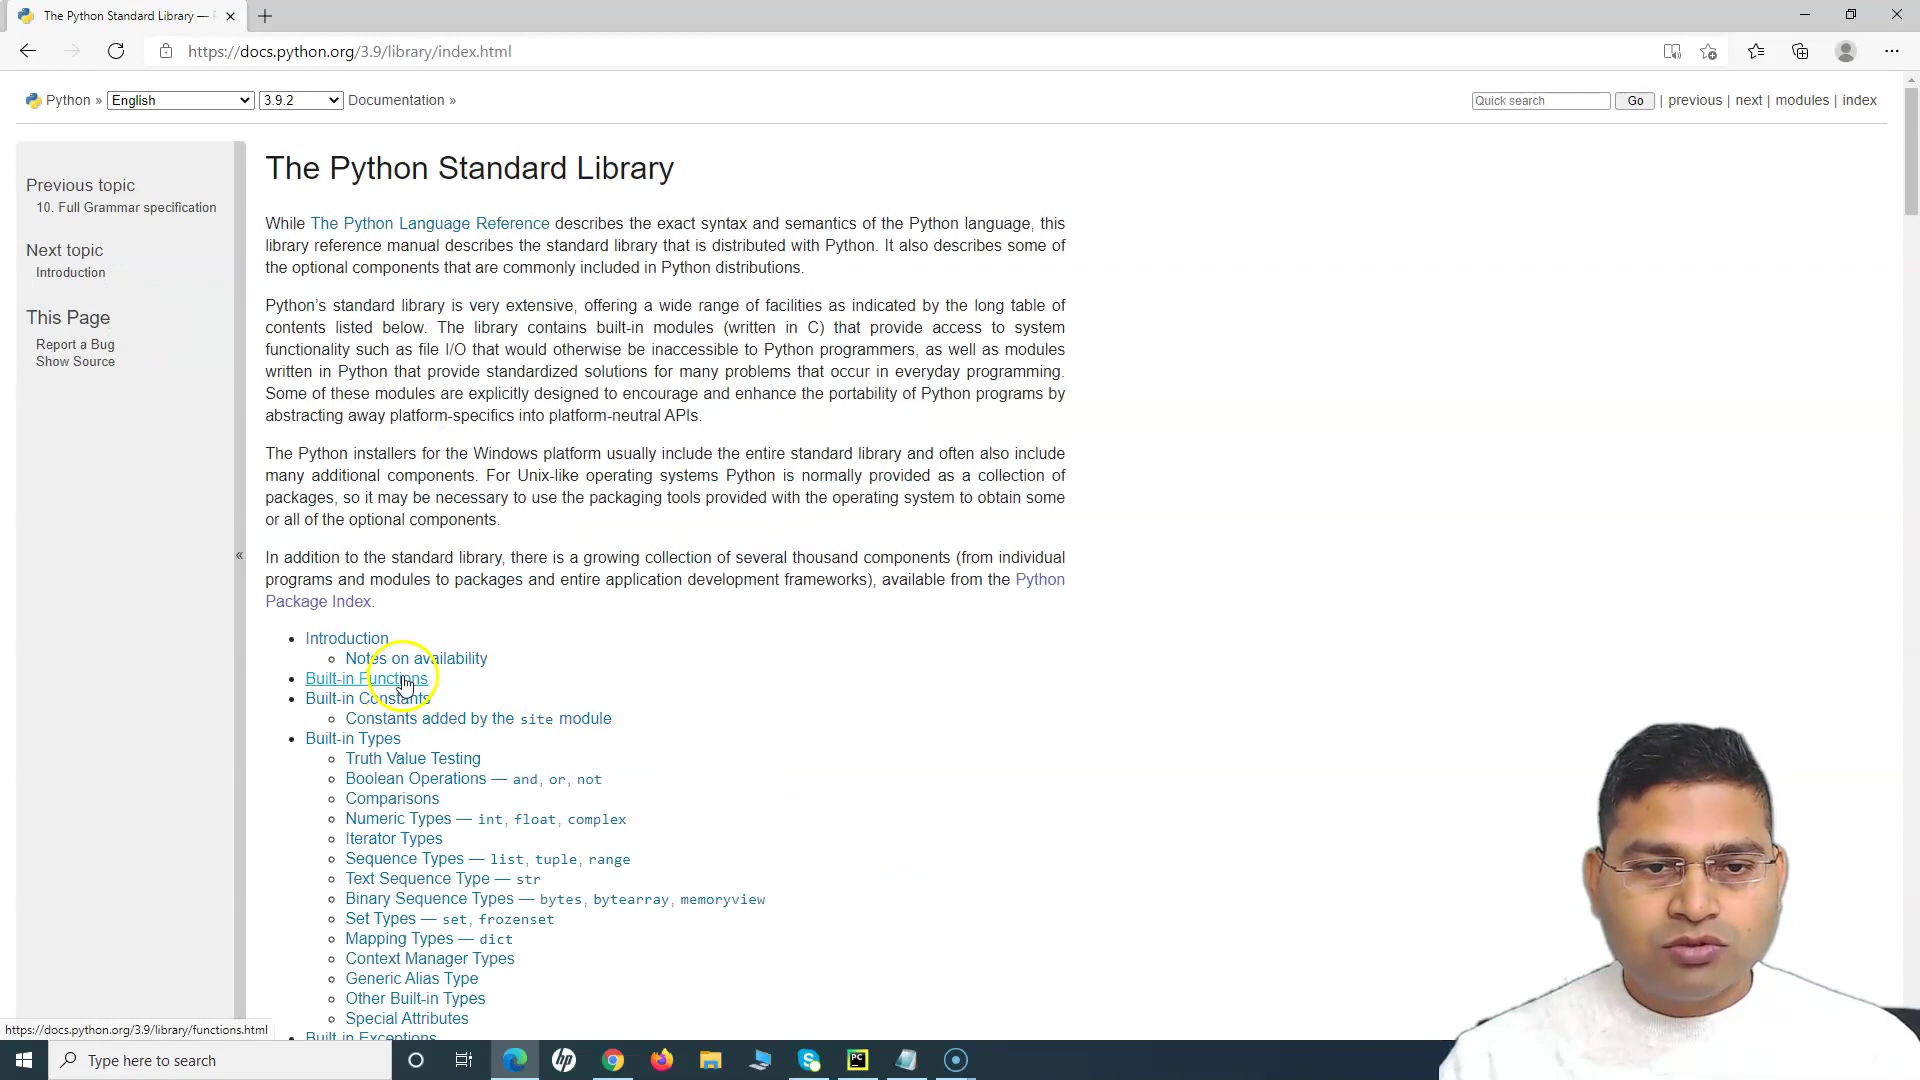 The Python Standard Library —
https://docs.python.org/3.9/library/index.html
Python » English 3.9.2 Documentation » Quick search Go | previous | next | modules | index
Previous topic
10. Full Grammar specification
Next topic
Introduction
This Page
Report a Bug
Show Source
«
The Python Standard Library
While The Python Language Reference describes the exact syntax and semantics of the Python language, this
library reference manual describes the standard library that is distributed with Python. It also describes some of
the optional components that are commonly included in Python distributions.
Python’s standard library is very extensive, offering a wide range of facilities as indicated by the long table of
contents listed below. The library contains built-in modules (written in C) that provide access to system
functionality such as file I/O that would otherwise be inaccessible to Python programmers, as well as modules
written in Python that provide standardized solutions for many problems that occur in everyday programming.
Some of these modules are explicitly designed to encourage and enhance the portability of Python programs by
abstracting away platform-specifics into platform-neutral APIs.
The Python installers for the Windows platform usually include the entire standard library and often also include
many additional components. For Unix-like operating systems Python is normally provided as a collection of
packages, so it may be necessary to use the packaging tools provided with the operating system to obtain some
or all of the optional components.
In addition to the standard library, there is a growing collection of several thousand components (from individual
programs and modules to packages and entire application development frameworks), available from the Python
Package Index.
Introduction
Notes on availability
Built-in Functions
Built-in Constants
Constants added by the site module
Built-in Types
Truth Value Testing
Boolean Operations — and, or, not
Comparisons
Numeric Types — int, float, complex
Iterator Types
Sequence Types — list, tuple, range
Text Sequence Type — str
Binary Sequence Types — bytes, bytearray, memoryview
Set Types — set, frozenset
Mapping Types — dict
Context Manager Types
Generic Alias Type
Other Built-in Types
Special Attributes
Built-in Exceptions
https://docs.python.org/3.9/library/functions.html
Type here to search
hp
PC